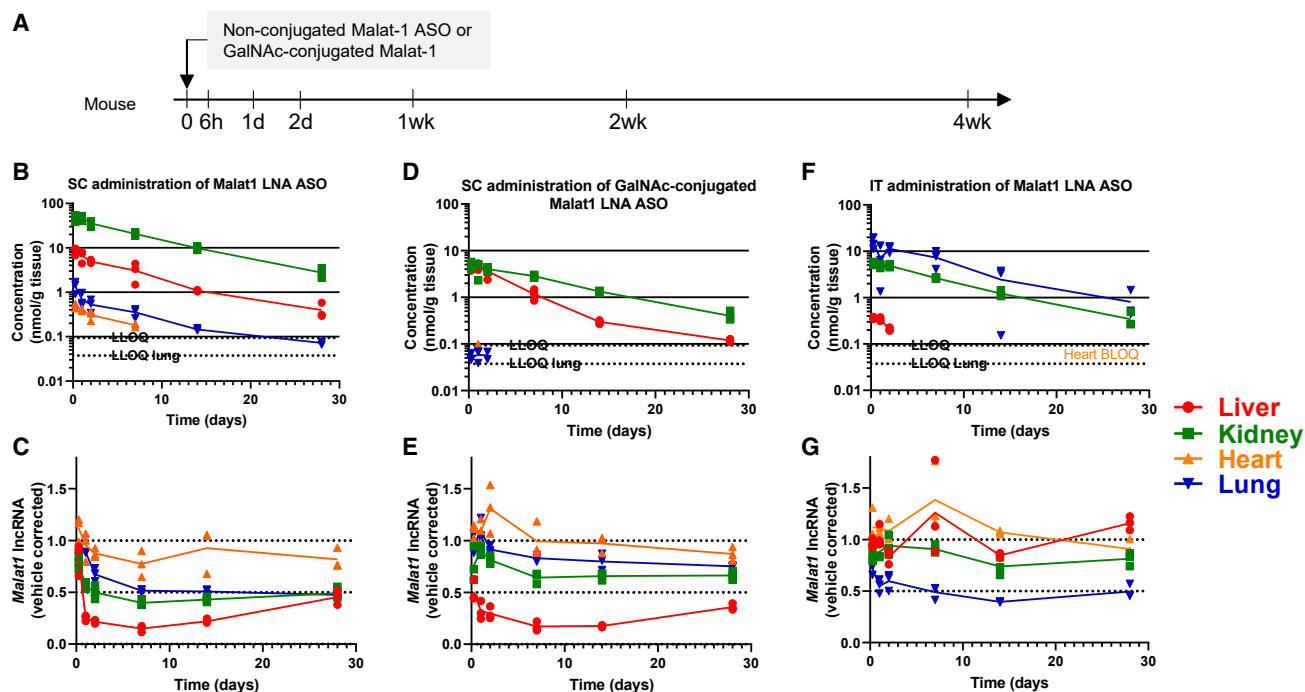 A
Non-conjugated Malat-1 ASO or
GalNAc-conjugated Malat-1
Mouse
0 6h 1d 2d 1wk 2wk 4wk
B
SC administration of Malat1 LNA ASO
Concentration
(nmol/g tissue)
100
10
1
0.1
0.01
LLOQ
LLOQ lung
0 10 20 30
Time (days)
D
SC administration of GalNAc-conjugated
Malat1 LNA ASO
Concentration
(nmol/g tissue)
100
10
1
0.1
0.01
LLOQ
LLOQ lung
0 10 20 30
Time (days)
F
IT administration of Malat1 LNA ASO
Concentration
(nmol/g tissue)
100
10
1
0.1
0.01
LLOQ
Heart BLOQ
LLOQ Lung
0 10 20 30
Time (days)
Liver
Kidney
Heart
Lung
C
Malat1 lncRNA
(vehicle corrected)
1.5
1.0
0.5
0.0
0 10 20 30
Time (days)
E
Malat1 lncRNA
(vehicle corrected)
1.5
1.0
0.5
0.0
0 10 20 30
Time (days)
G
Malat1 lncRNA
(vehicle corrected)
1.5
1.0
0.5
0.0
0 10 20 30
Time (days